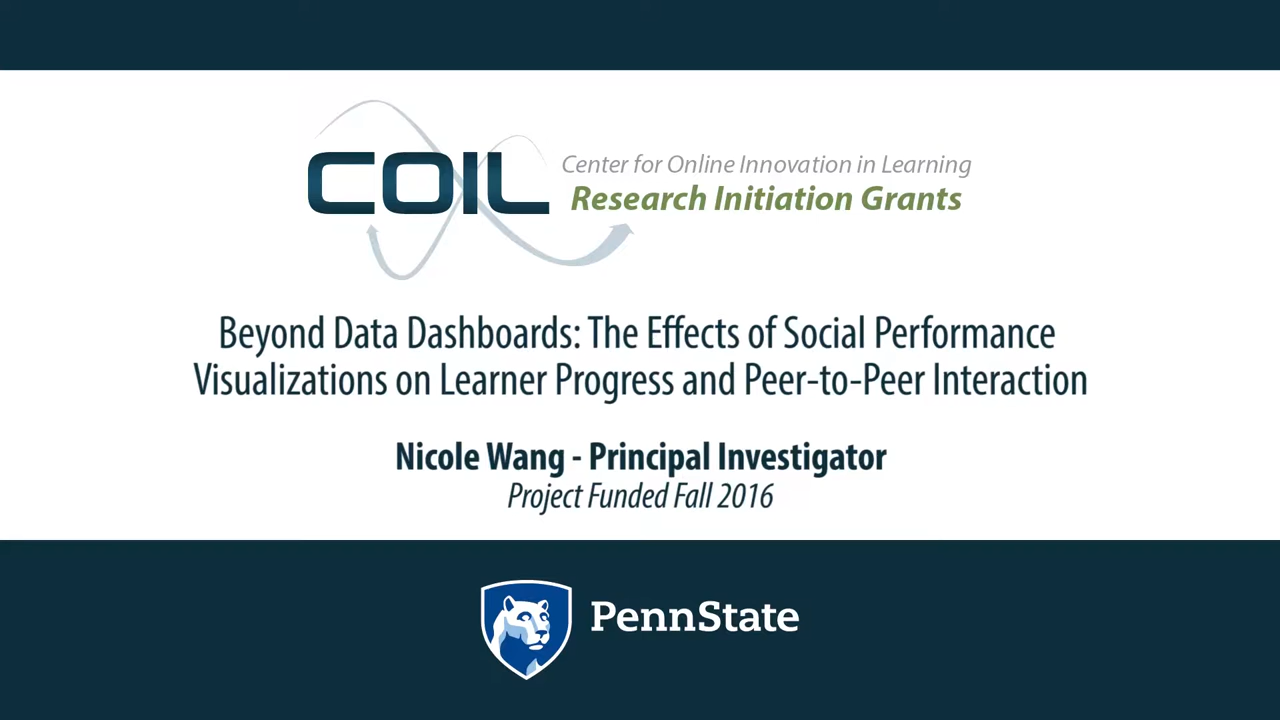 COIL
Center for Online Innovation in Learning
Research Initiation Grants
Beyond Data Dashboards: The Effects of Social Performance
Visualizations on Learner Progress and Peer-to-Peer Interaction
Nicole Wang - Principal Investigator
Project Funded Fall 2016
PennState